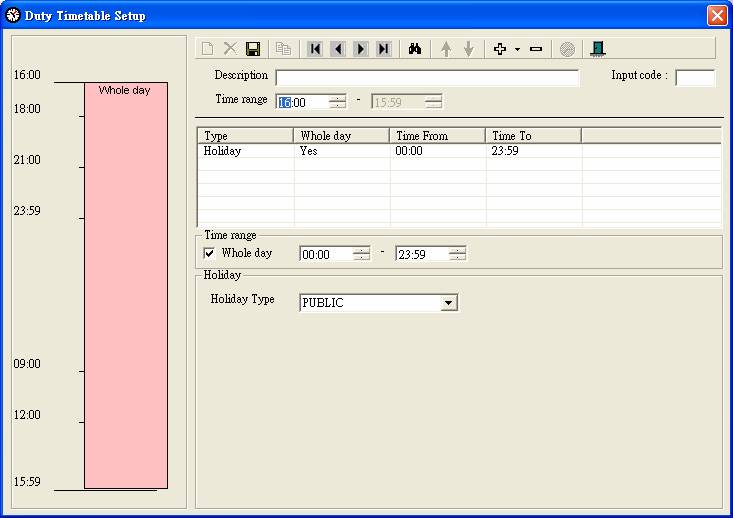 Duty Timetable Setup
16:00
18:00
21:00
23:59
09:00
12:00
15:59
Whole day
Description
Input code :
Time range 16:00 - 15:59
Type Whole day Time From Time To
Holiday Yes 00:00 23:59
Time range
Whole day 00:00 - 23:59
Holiday
Holiday Type PUBLIC